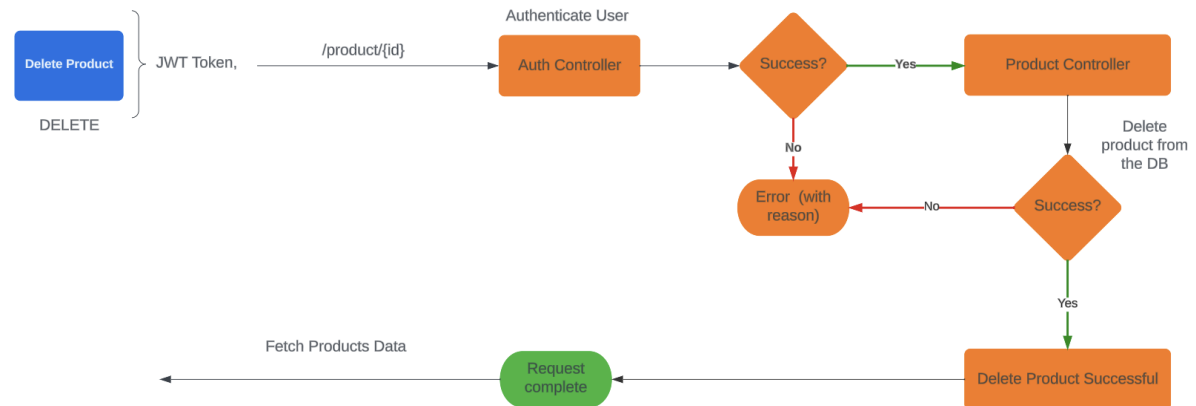 Authenticate User
Delete Product
JWT Token,
/product/{id}
Auth Controller
Success?
Yes
Product Controller
DELETE
Delete
product from
the DB
No
Error  (with
reason)
No
Success?
Yes
Fetch Products Data
Request
complete
Delete Product Successful